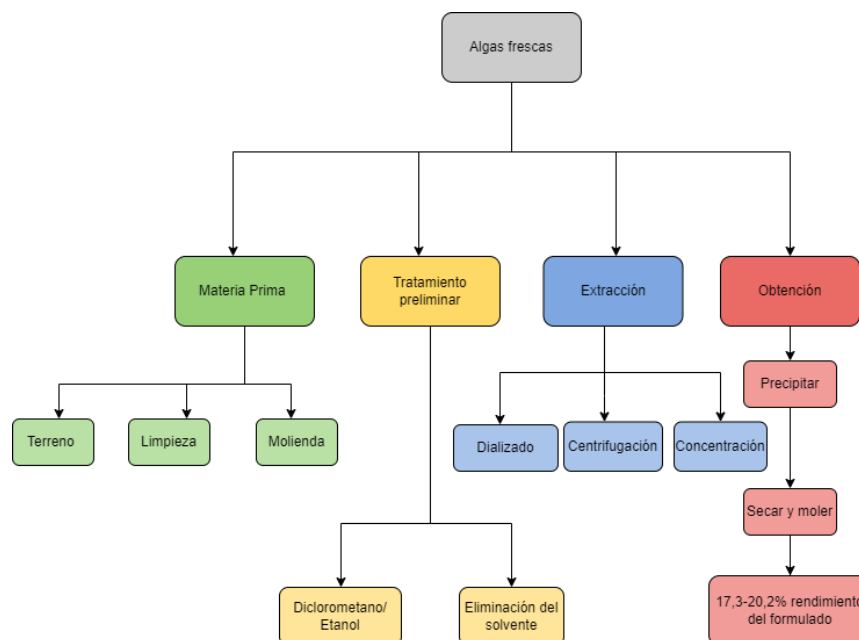 Algas frescas
Materia Prima
Tratamiento
preliminar
Extracción
Obtención
Precipitar
Terreno
Limpieza
Molienda
Dializado
Centrifugación
Concentración
Secar y moler
Diclorometano/
Etanol
Eliminación del
solvente
17,3-20,2% rendimiento
del formulado